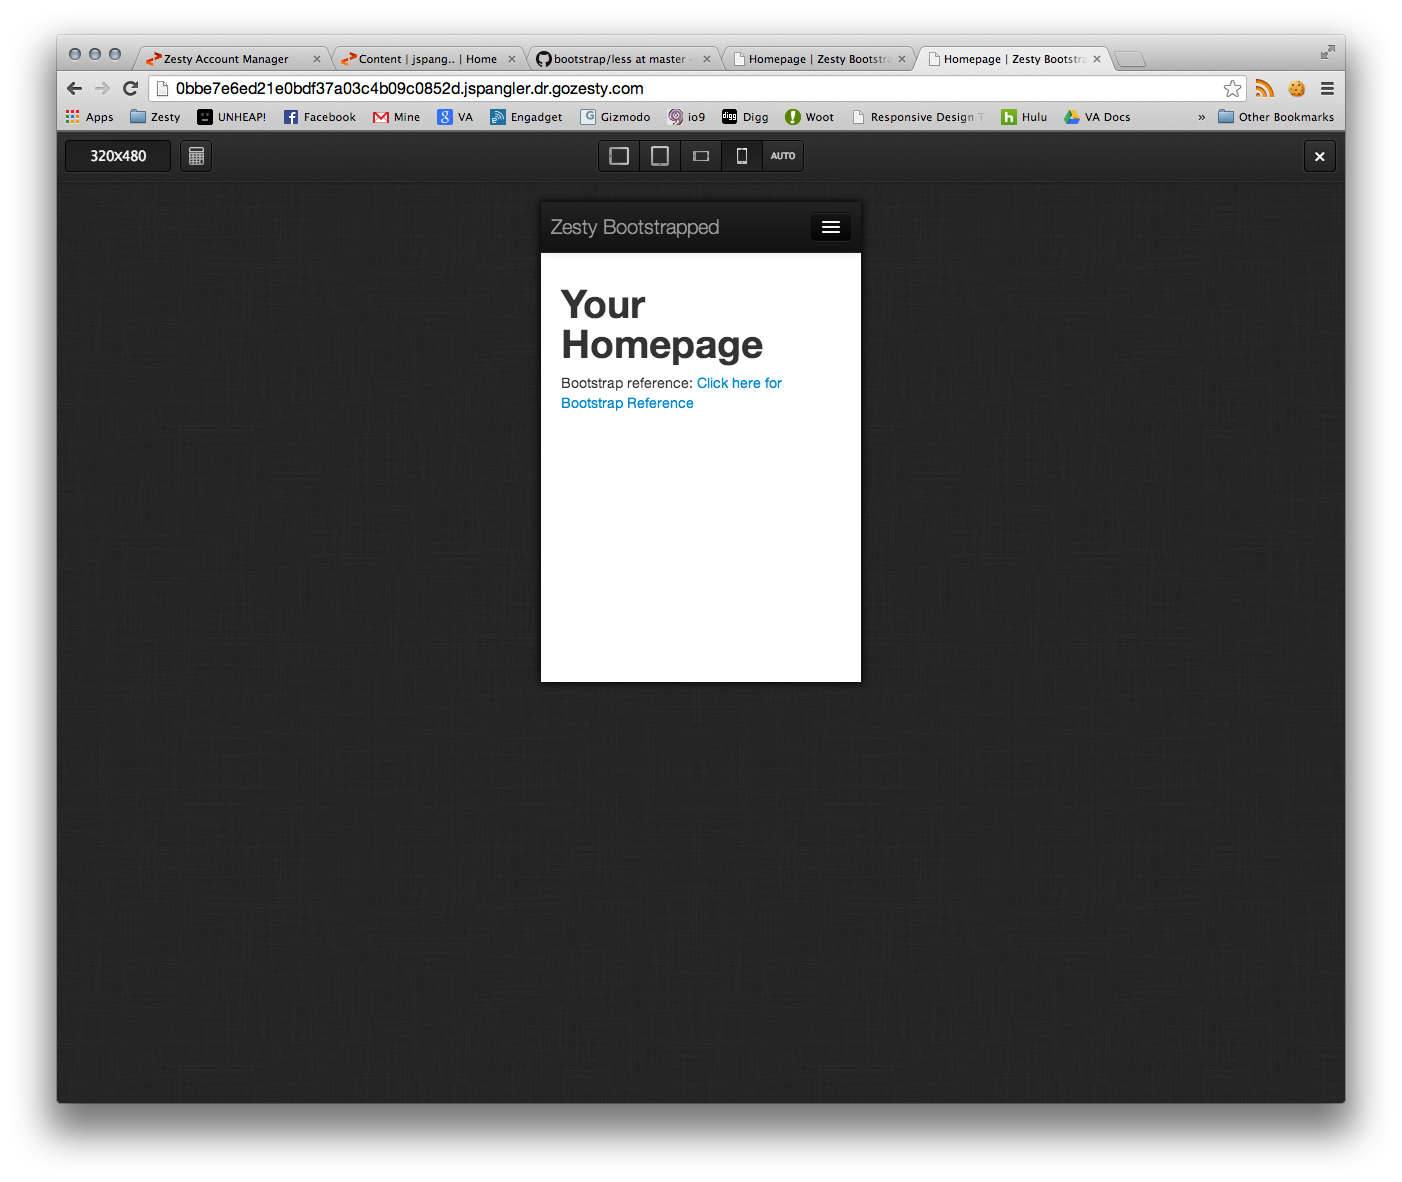 Zesty Account Manager
Content | jspang.. | Home
bootstrap/less at master
Homepage | Zesty Bootstra
Homepage | Zesty Bootstra
0bbe7e6ed21e0bdf37a03c4b09c0852d.jspangler.dr.gozesty.com
Apps Zesty UNHEAP! Facebook Mine VA Engadget Gizmodo io9 Digg Woot Responsive Design Hulu VA Docs » Other Bookmarks
320x480
AUTO
Zesty Bootstrapped
Your
Homepage
Bootstrap reference: Click here for
Bootstrap Reference